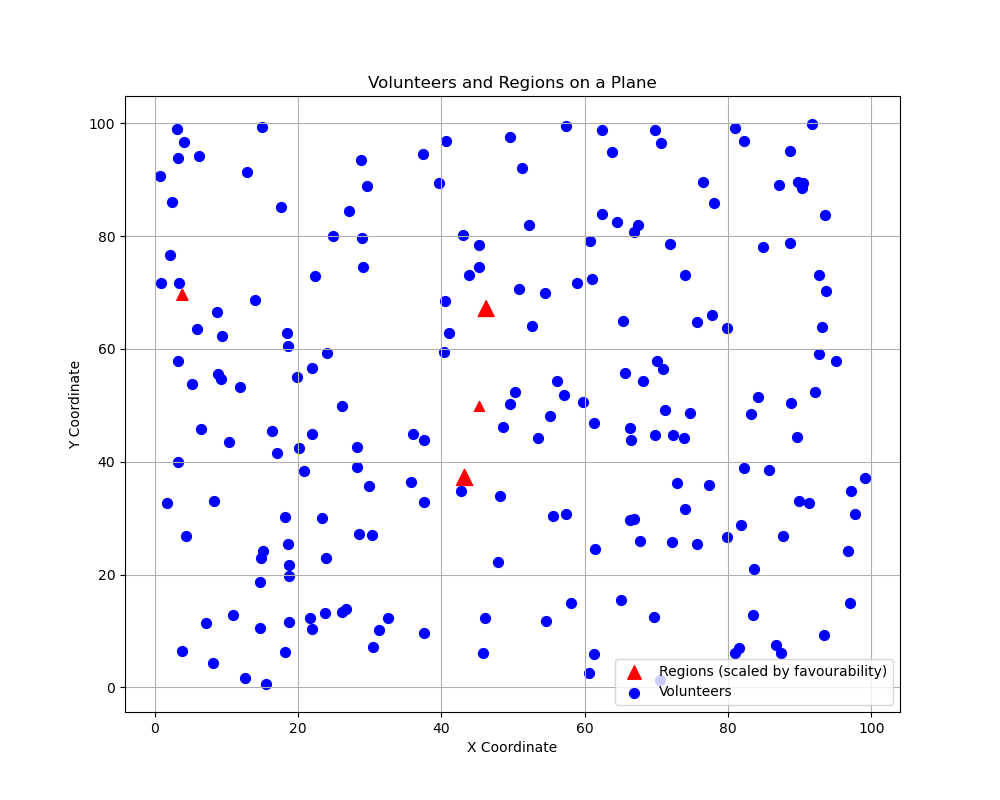 Volunteers and Regions on a Plane
100
80
60
40
20
0
Y Coordinate
0 20 40 60 80 100
X Coordinate
Regions (scaled by favourability)
Volunteers